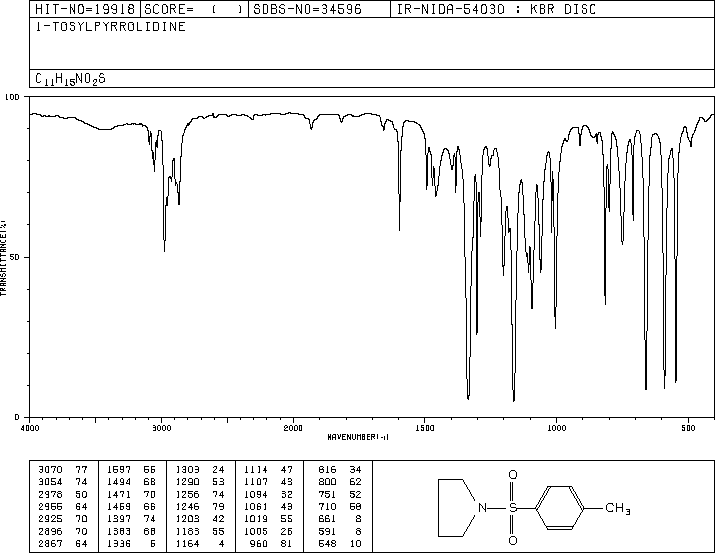 HIT-NO=19918 SCORE= ( ) SDBS-NO=34596 IR-NIDA-54030 : KBR DISC
1-TOSYLPYRROLIDINE
C11H15NO2S
100
50
0
TRANSMITTANCE(%)
4000 3000 2000 1500 1000 500
WAVENUMBER(-1)
3070 77 1597 55 1303 24 1114 47 816 34
3054 74 1494 68 1290 53 1107 43 800 62
2978 50 1471 70 1256 74 1094 32 751 52
2955 64 1459 66 1246 79 1061 43 710 58
2925 70 1397 74 1203 42 1019 55 661 8
2896 70 1383 68 1183 55 1005 26 591 8
2867 64 1336 5 1164 4 960 81 548 10
O
N S CH3
O